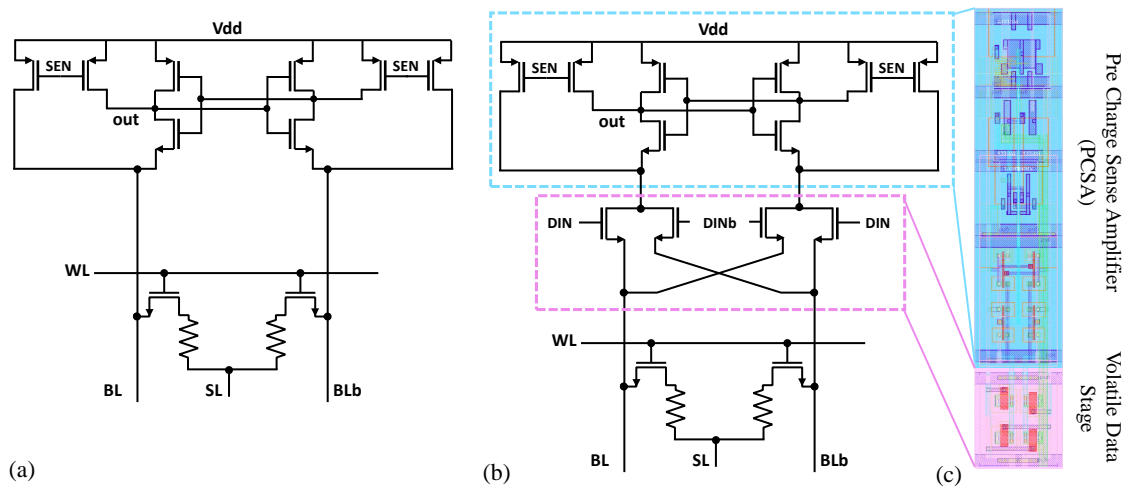 Vdd
SEN
SEN
out
WL
BL
SL
BLb
(a)
Vdd
SEN
SEN
out
DIN
DINb
DIN
WL
BL
SL
BLb
(b)
Pre Charge Sense Amplifier
(PCSA)
Volatile Data
Stage
(c)